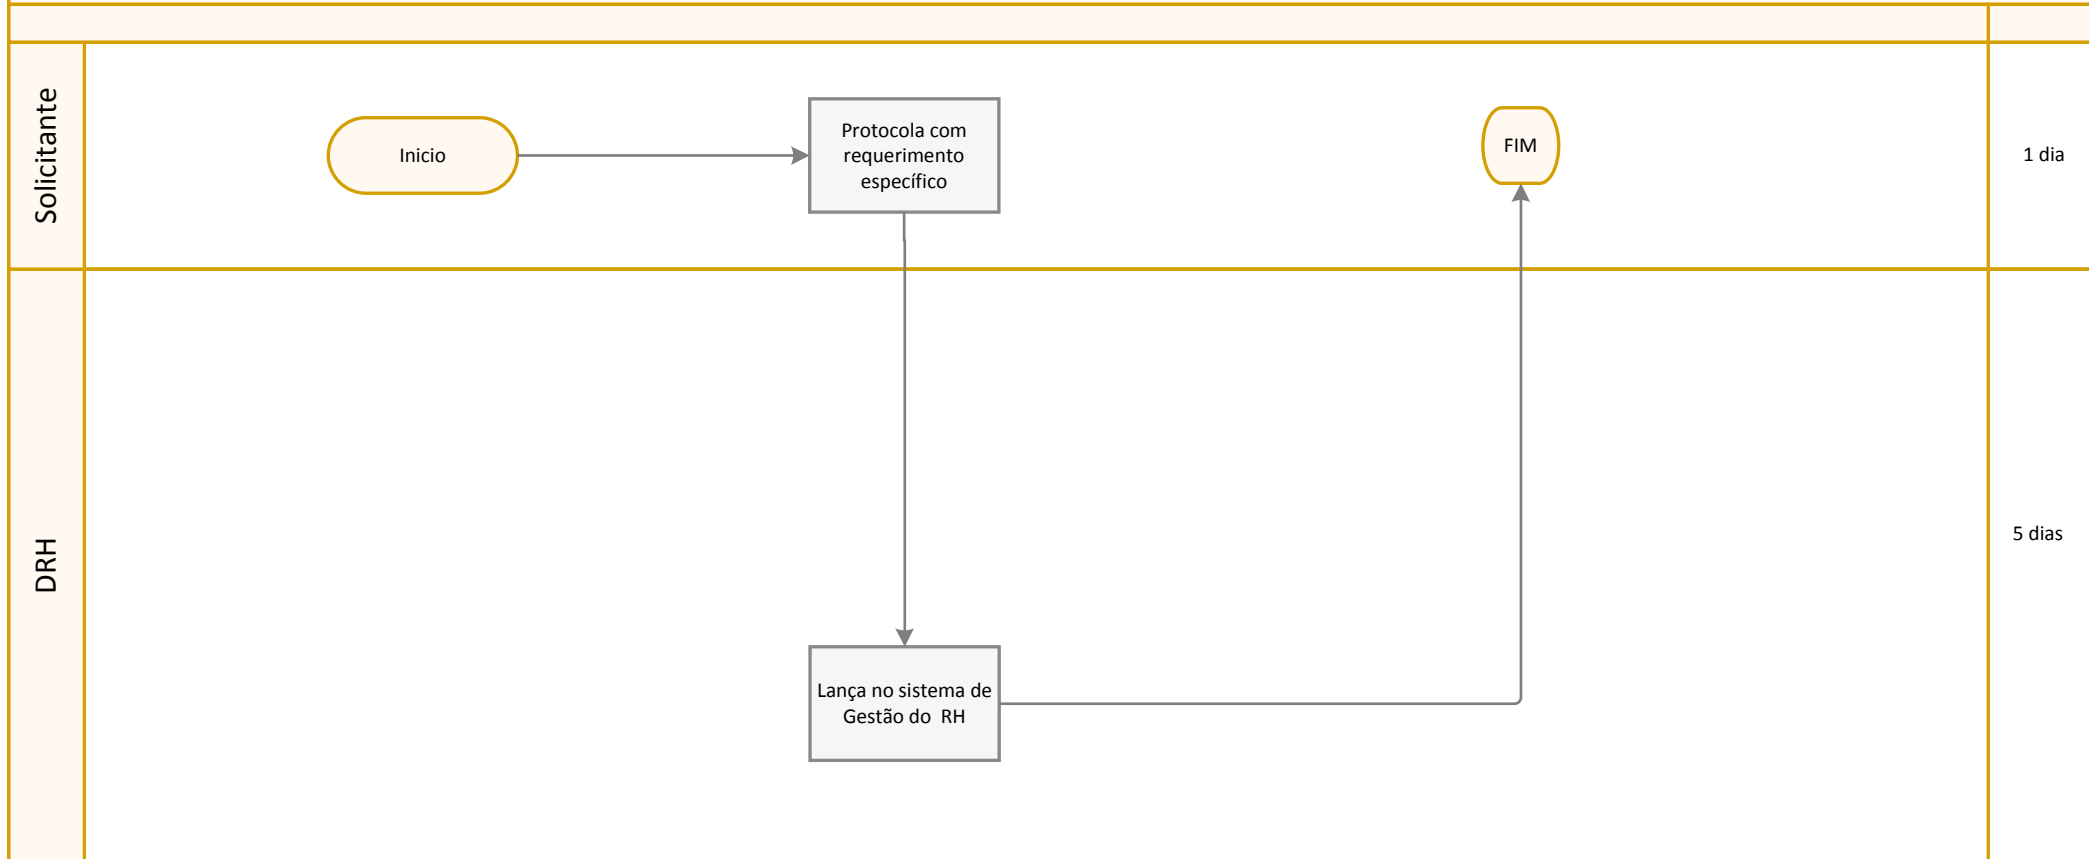 Solicitante
Inicio
Protocola com
requerimento
específico
FIM
1 dia
DRH
Lança no sistema de
Gestão do  RH
5 dias